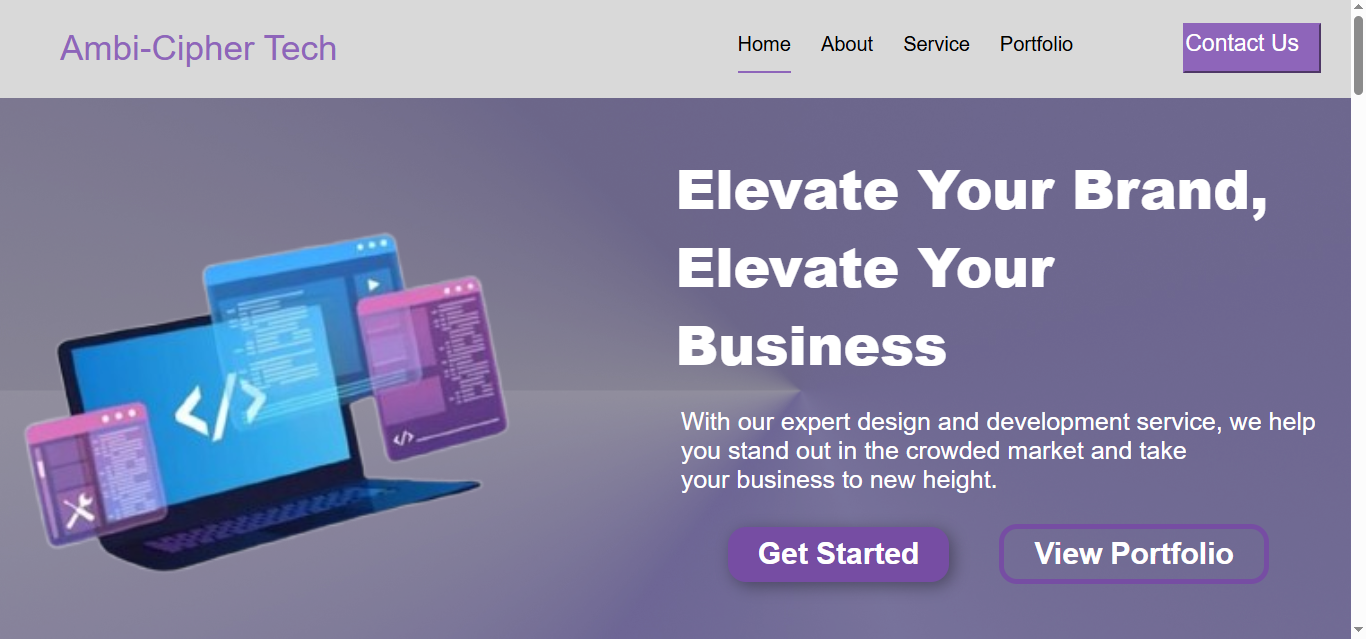 Ambi-Cipher Tech
Home About Service Portfolio
Contact Us
Elevate Your Brand,
Elevate Your
Business
With our expert design and development service, we help
you stand out in the crowded market and take
your business to new height.
Get Started
View Portfolio